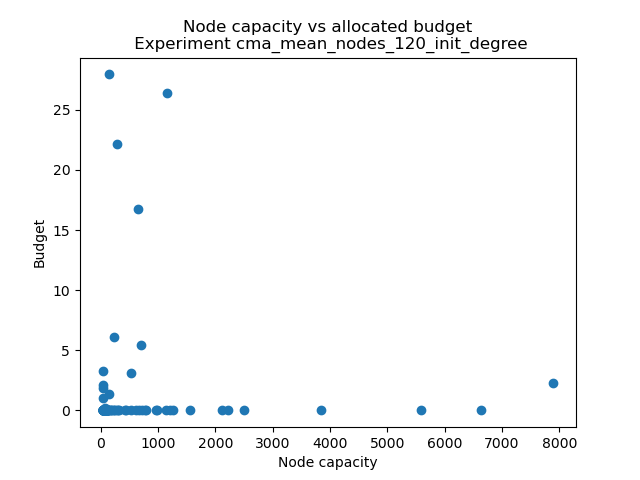 Node capacity vs allocated budget
Experiment cma_mean_nodes_120_init_degree
25
20
15
10
5
0
Budget
0 1000 2000 3000 4000 5000 6000 7000 8000
Node capacity